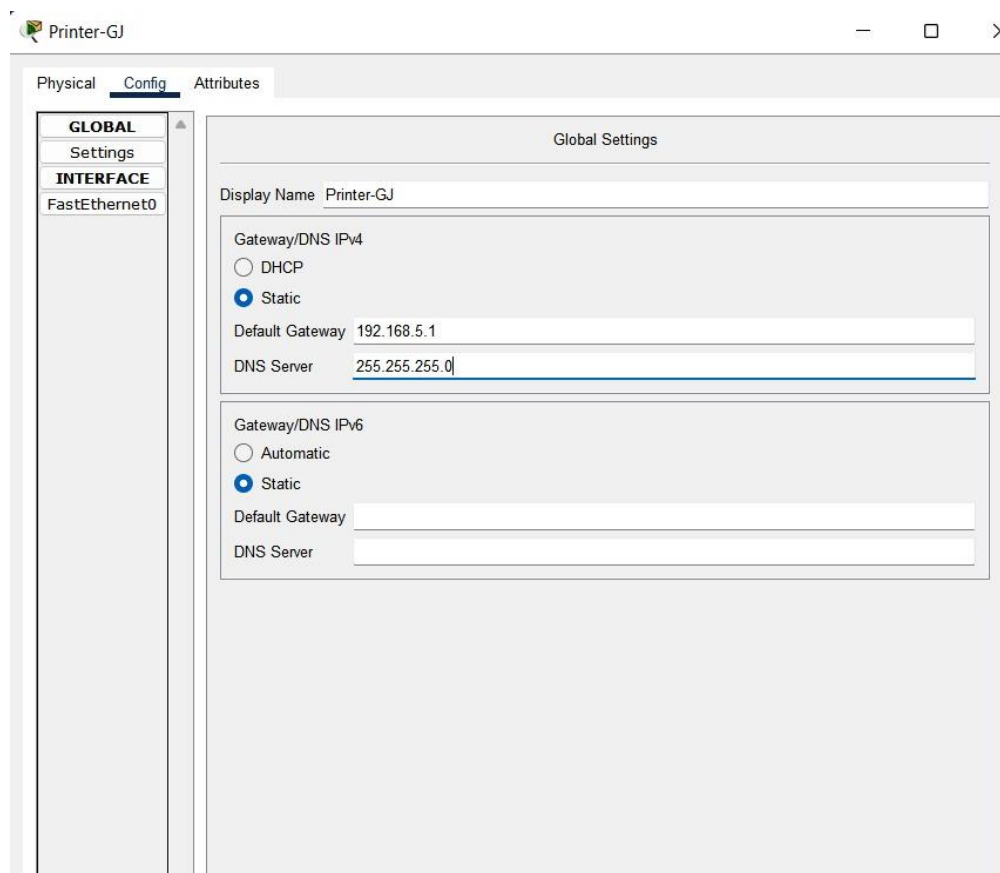 Printer-GJ
Physical Config Attributes
GLOBAL
Settings
INTERFACE
FastEthernet0
Global Settings
Display Name Printer-GJ
Gateway/DNS IPv4
DHCP
Static
Default Gateway 192.168.5.1
DNS Server 255.255.255.0
Gateway/DNS IPv6
Automatic
Static
Default Gateway
DNS Server